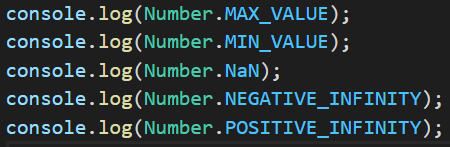 console.log(Number.MAX_VALUE);
console.log(Number.MIN_VALUE);
console.log(Number.NaN);
console.log(Number.NEGATIVE_INFINITY);
console.log(Number.POSITIVE_INFINITY);